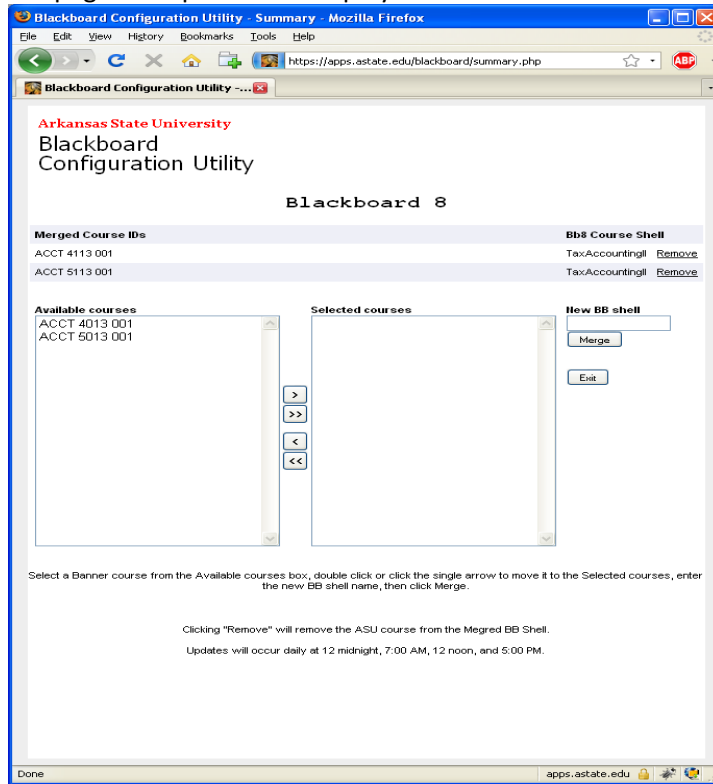 Blackboard Configuration Utility - Summary - Mozilla Firefox
File Edit View History Bookmarks Tools Help
https://apps.astate.edu/blackboard/summary.php
ABP
Blackboard Configuration Utility -...
Arkansas State University
Blackboard
Configuration Utility
Blackboard 8
Merged Course IDs Bb8 Course Shell
ACCT 4113 001 TaxAccountingII Remove
ACCT 5113 001 TaxAccountingII Remove
Available courses Selected courses New BB shell
ACCT 4013 001
ACCT 5013 001
Merge
Exit
>
>>
<
<<
Select a Banner course from the Available courses box, double click or click the single arrow to move it to the Selected courses, enter
the new BB shell name, then click Merge.
Clicking "Remove" will remove the ASU course from the Megred BB Shell.
Updates will occur daily at 12 midnight, 7:00 AM, 12 noon, and 5:00 PM.
Done apps.astate.edu